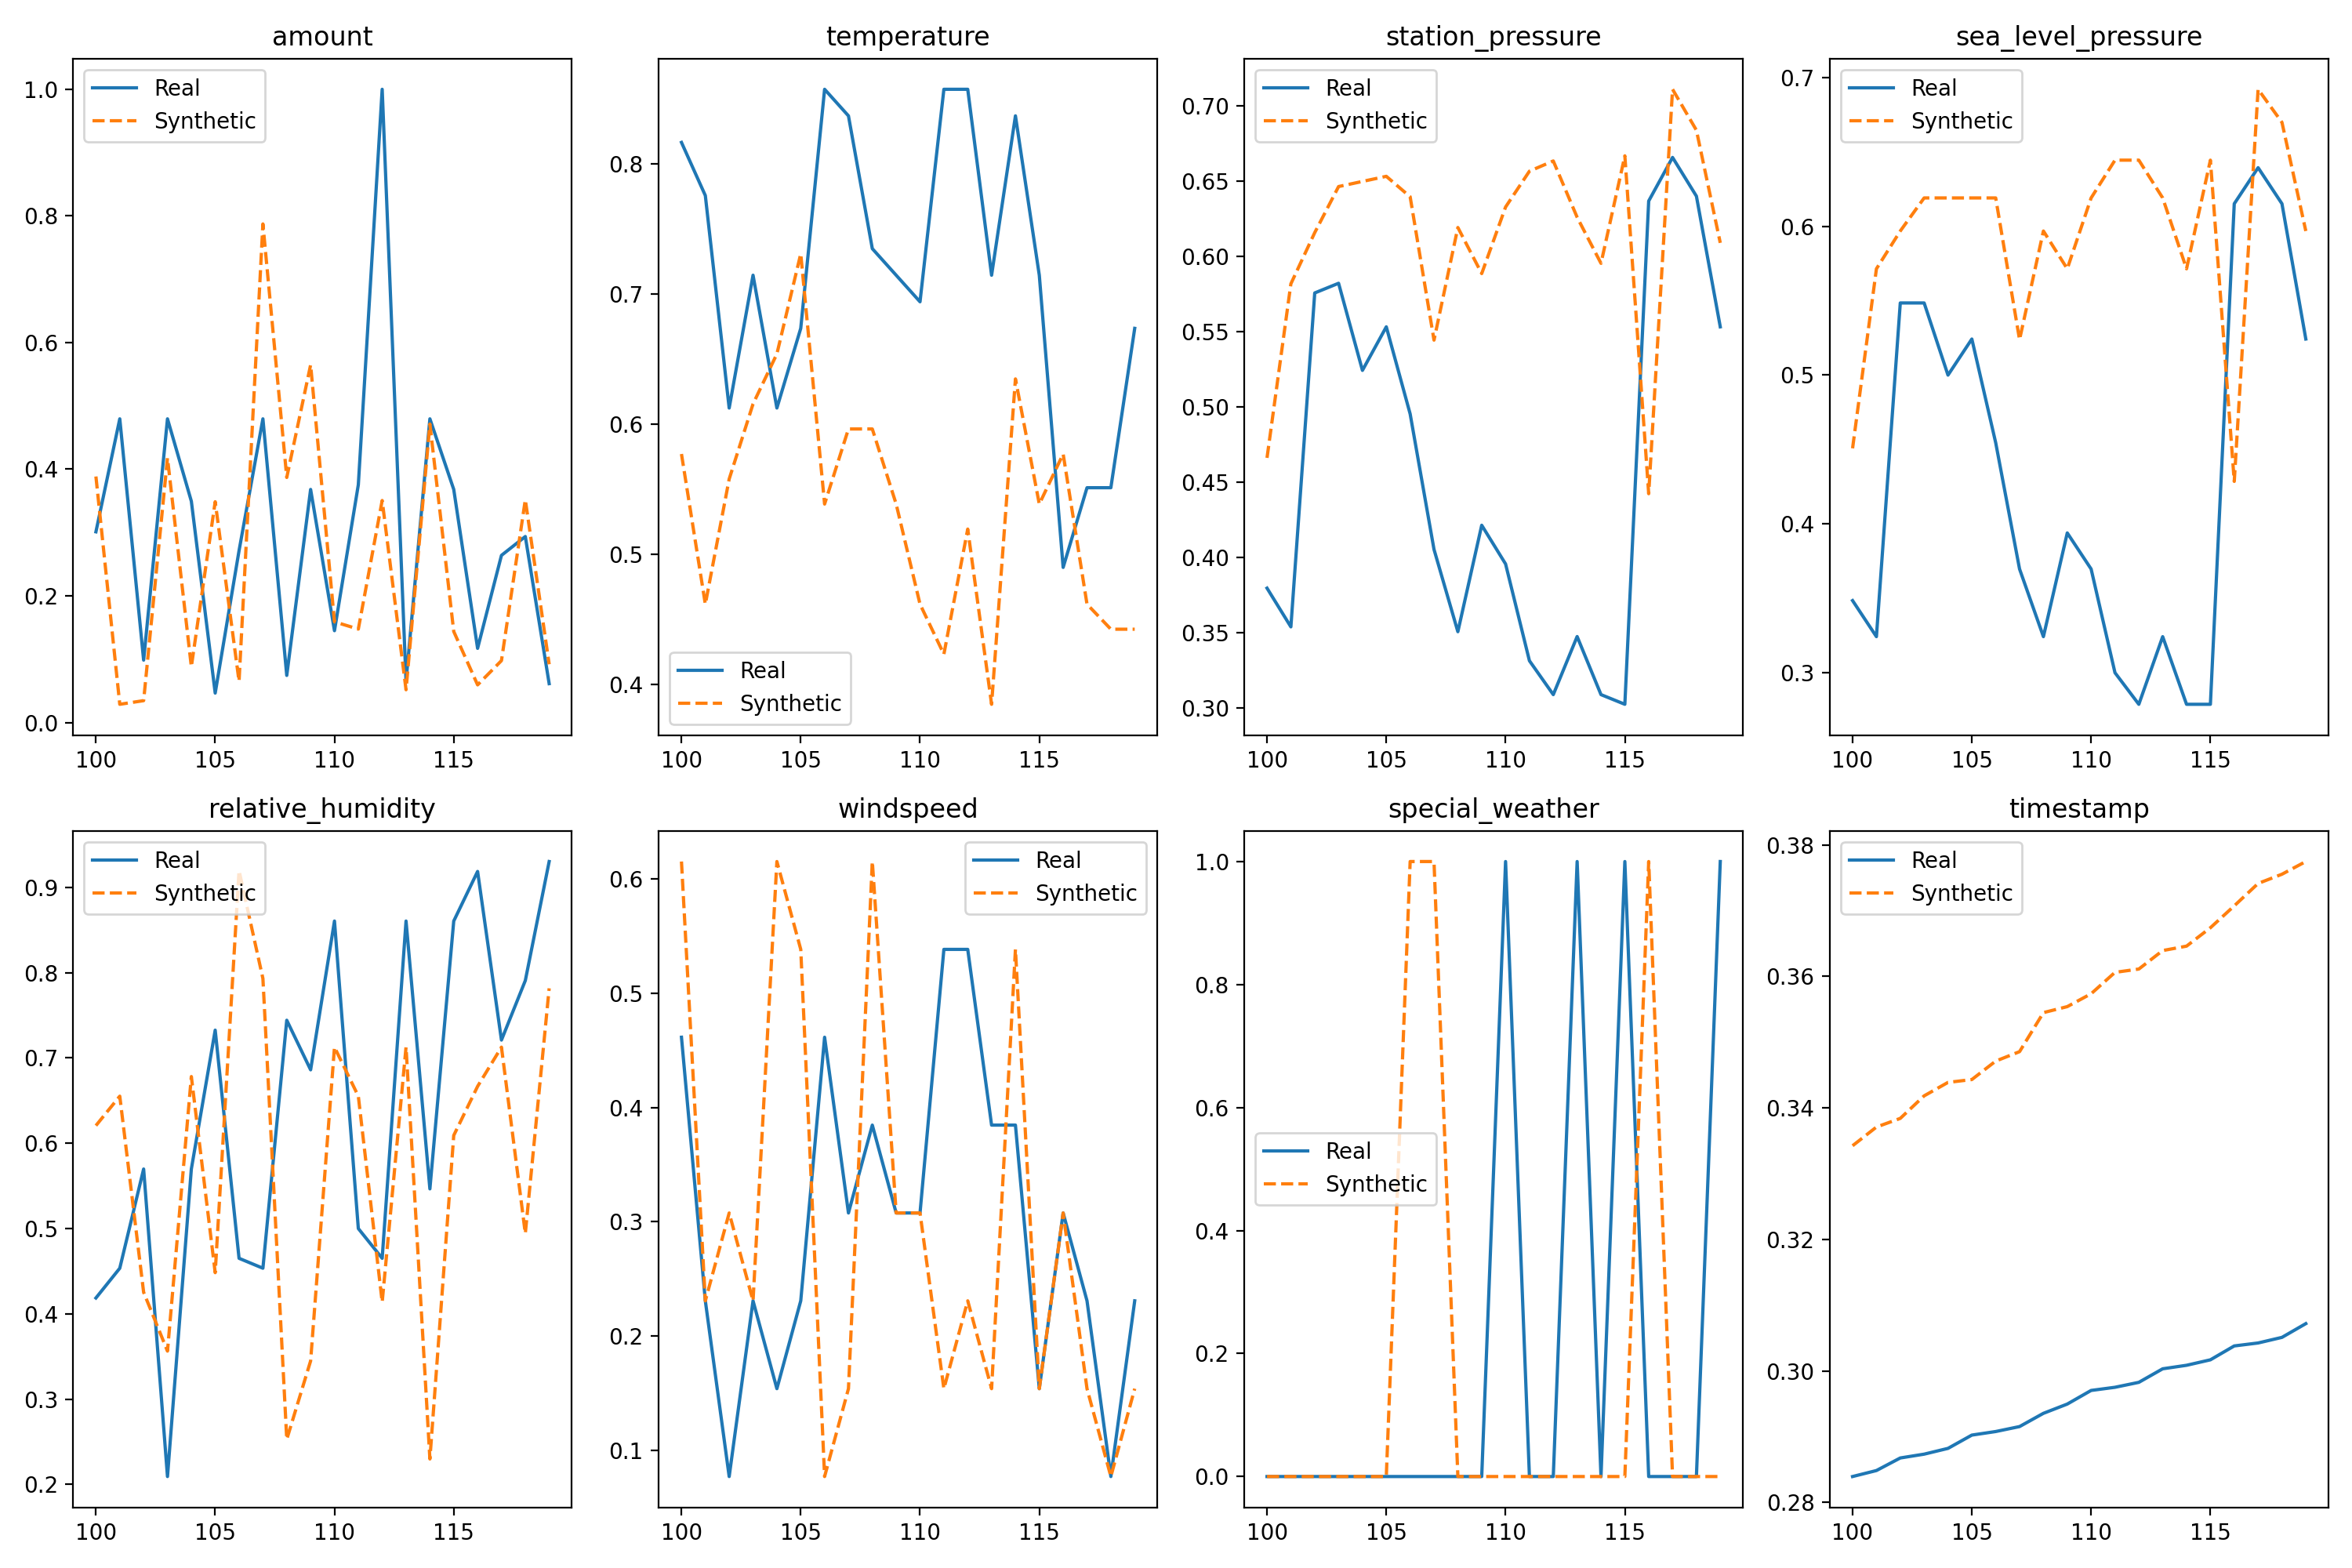 amount
1.0
0.8
0.6
0.4
0.2
0.0
Real
Synthetic
100 105 110 115
temperature
0.8
0.7
0.6
0.5
0.4
Real
Synthetic
100 105 110 115
station_pressure
0.70
0.65
0.60
0.55
0.50
0.45
0.40
0.35
0.30
Real
Synthetic
100 105 110 115
sea_level_pressure
0.7
0.6
0.5
0.4
0.3
Real
Synthetic
100 105 110 115
relative_humidity
0.9
0.8
0.7
0.6
0.5
0.4
0.3
0.2
Real
Synthetic
100 105 110 115
windspeed
0.6
0.5
0.4
0.3
0.2
0.1
Real
Synthetic
100 105 110 115
special_weather
1.0
0.8
0.6
0.4
0.2
0.0
Real
Synthetic
100 105 110 115
timestamp
0.38
0.36
0.34
0.32
0.30
0.28
Real
Synthetic
100 105 110 115